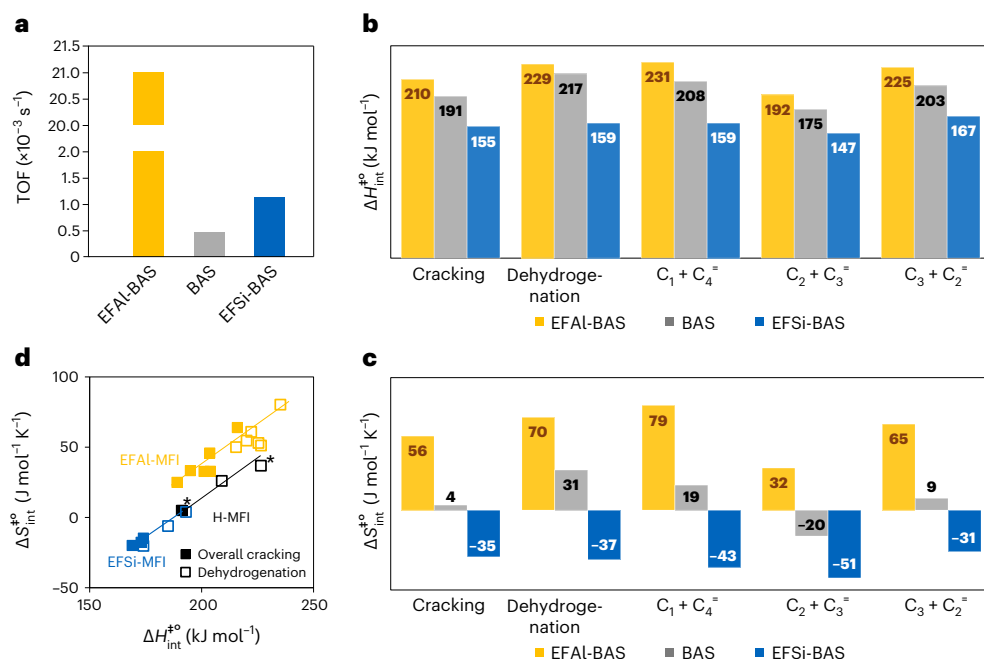 a
21.5
21.0
20.5
20.0
2.0
1.5
1.0
0.5
0
TOF (×10⁻³ s⁻¹)
EFAl-BAS
BAS
EFSi-BAS
b
ΔH‡°int (kJ mol⁻¹)
210
191
155
229
217
159
231
208
159
192
175
147
225
203
167
Cracking
Dehydroge-
nation
C₁ + C₄⁼
C₂ + C₃⁼
C₃ + C₂⁼
EFAl-BAS BAS EFSi-BAS
d
100
50
0
−50
ΔS‡°int (J mol⁻¹ K⁻¹)
EFAl-MFI
*
*
H-MFI
EFSi-MFI
Overall cracking
Dehydrogenation
150 200 250
ΔH‡°int (kJ mol⁻¹)
c
ΔS‡°int (J mol⁻¹ K⁻¹)
56
4
−35
70
31
−37
79
19
−43
32
−20
−51
65
9
−31
Cracking
Dehydroge-
nation
C₁ + C₄⁼
C₂ + C₃⁼
C₃ + C₂⁼
EFAl-BAS BAS EFSi-BAS